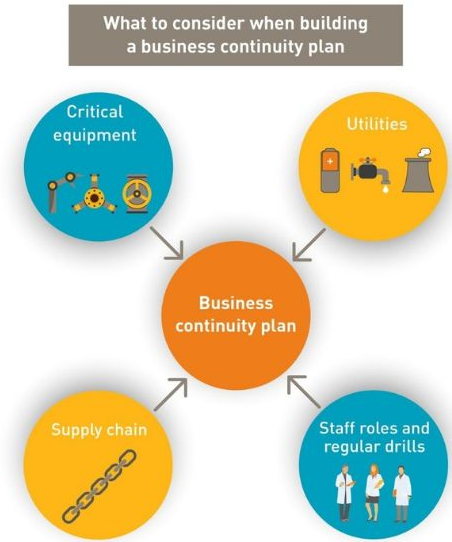 What to consider when building
a business continuity plan
Critical
equipment
Utilities
+
Business
continuity plan
Supply chain
Staff roles and
regular drills